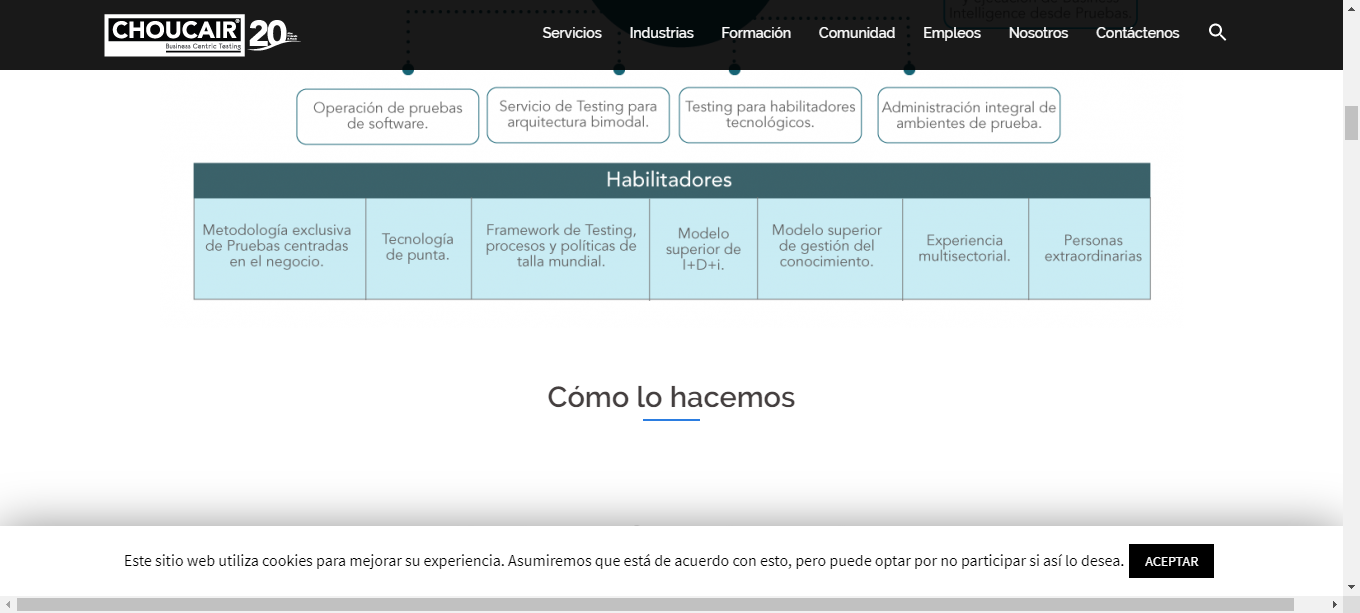 CHOUCAIR
Business Centric Testing
20
Servicios
Industrias
Formación
Comunidad
Empleos
Nosotros
Contáctenos
y ejecución de Business
Intelligence desde Pruebas.
Operación de pruebas
de software.
Servicio de Testing para
arquitectura bimodal.
Testing para habilitadores
tecnológicos.
Administración integral de
ambientes de prueba.
Habilitadores
Metodología exclusiva
de Pruebas centradas
en el negocio.
Tecnología
de punta.
Framework de Testing,
procesos y políticas de
talla mundial.
Modelo
superior de
I+D+i.
Modelo superior
de gestión del
conocimiento.
Experiencia
multisectorial.
Personas
extraordinarias
Cómo lo hacemos
Este sitio web utiliza cookies para mejorar su experiencia. Asumiremos que está de acuerdo con esto, pero puede optar por no participar si así lo desea.
ACEPTAR